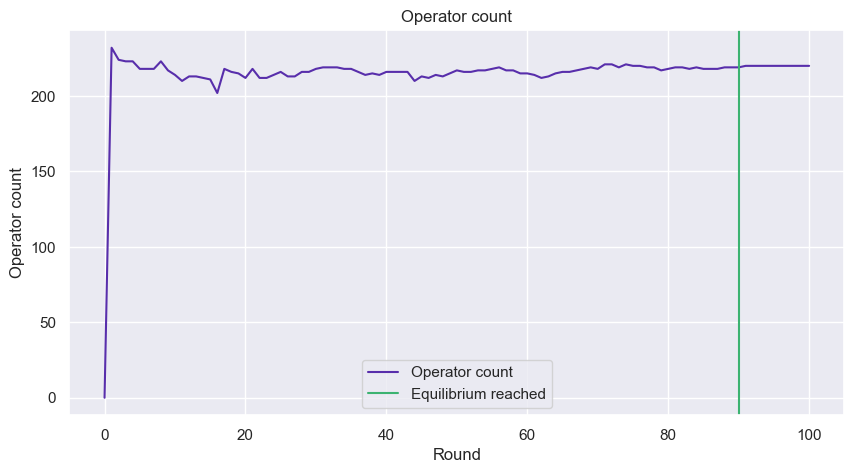 Operator count
Operator count
200
150
100
50
0
Operator count
Equilibrium reached
0 20 40 60 80 100
Round